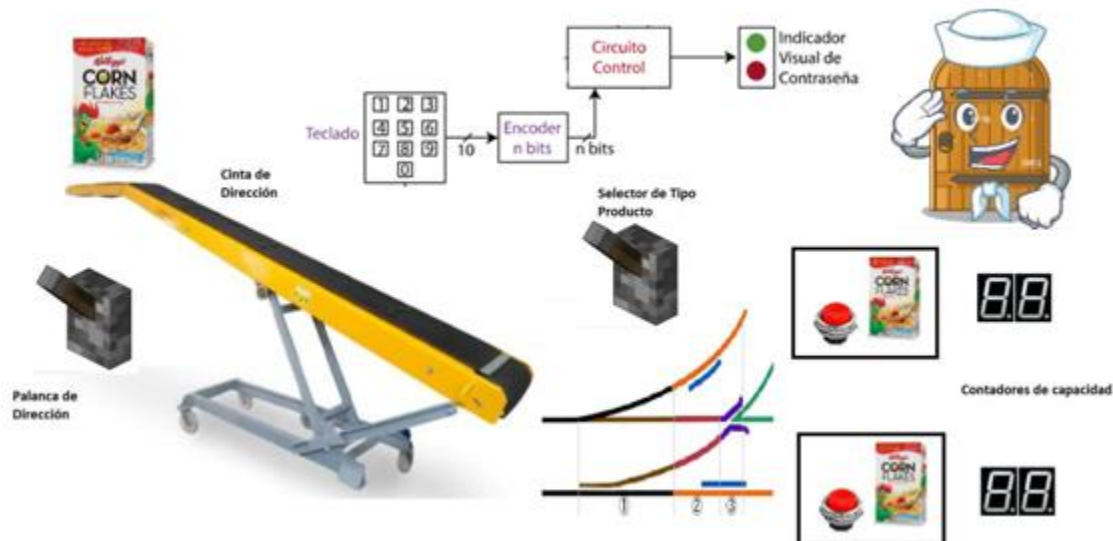 Kellogg's
CORN
FLAKES
Teclado
1 2 3
4 5 6
7 8 9
0
10
Encoder
n bits
n bits
Circuito
Control
Indicador
Visual de
Contraseña
Cinta de
Dirección
Palanca de
Dirección
Selector de Tipo
Producto
1 2 3
CORN
FLAKES
8.8.
Contadores de capacidad
CORN
FLAKES
8.8.